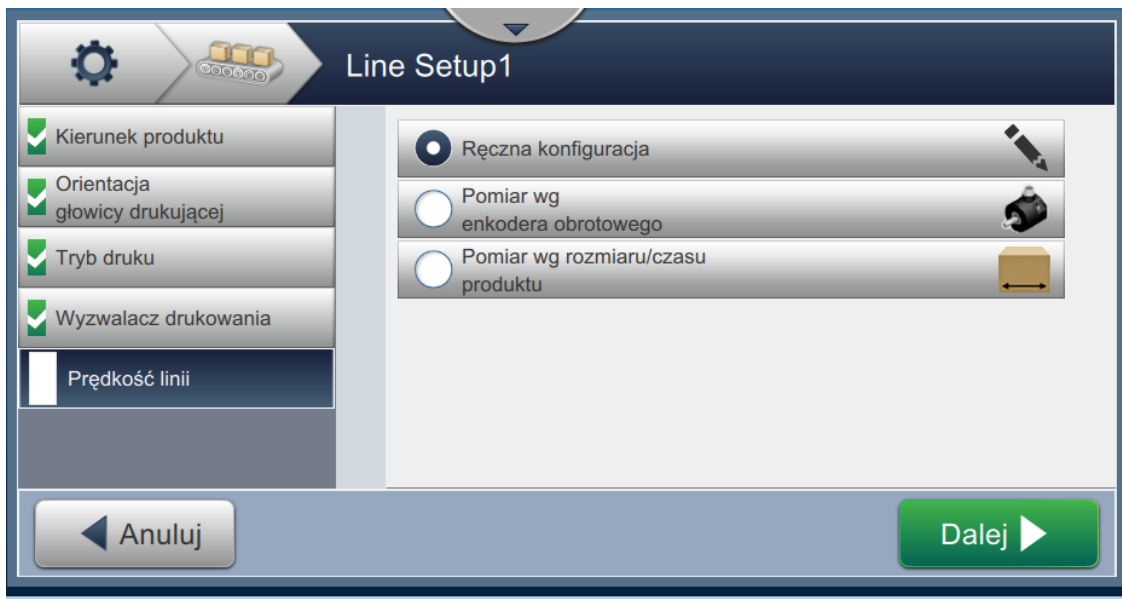 Line Setup1
Kierunek produktu
Orientacja
głowicy drukującej
Tryb druku
Wyzwalacz drukowania
Prędkość linii
Ręczna konfiguracja
Pomiar wg
enkodera obrotowego
Pomiar wg rozmiaru/czasu
produktu
Anuluj
Dalej